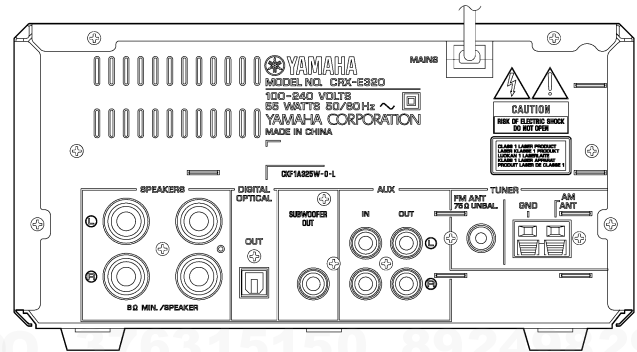 MAINS
YAMAHA
MODEL NO. CRX-E320
100-240 VOLTS
55 WATTS 50/60Hz
YAMAHA CORPORATION
MADE IN CHINA
CAUTION
RISK OF ELECTRIC SHOCK
DO NOT OPEN
CLASS 1 LASER PRODUCT
LASER KLASSE 1 PRODUKT
LUOKAN 1 LASERLAITE
KLASS 1 LASER APPARAT
PRODUIT LASER DE CLASSE 1
CXF1A325W-0-L
SPEAKERS
DIGITAL
OPTICAL
OUT
SUBWOOFER
OUT
AUX
IN OUT
TUNER
FM ANT
75Ω UNBAL.
GND
AM
ANT
L
R
L
R
6Ω MIN./SPEAKER